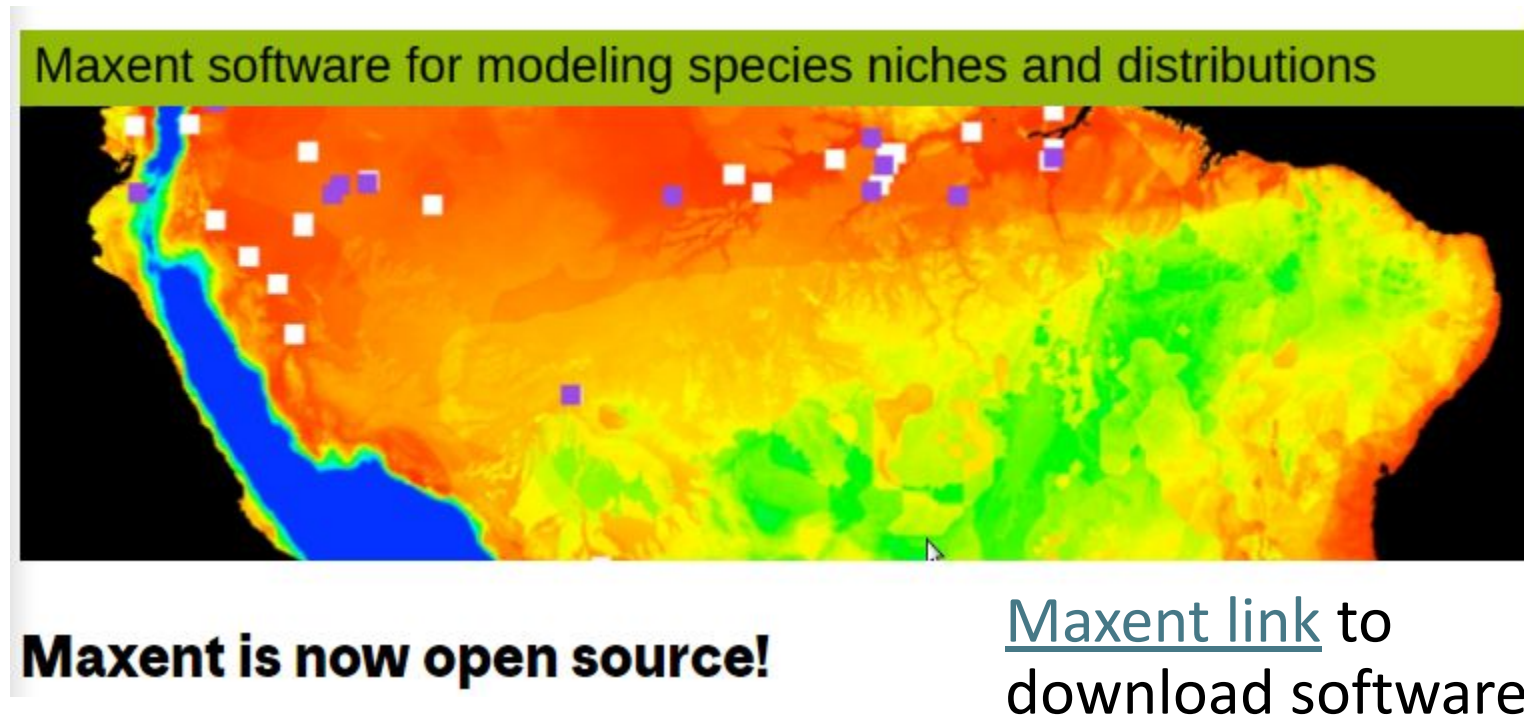 Maxent software for modeling species niches and distributions
Maxent is now open source!
Maxent link to
download software